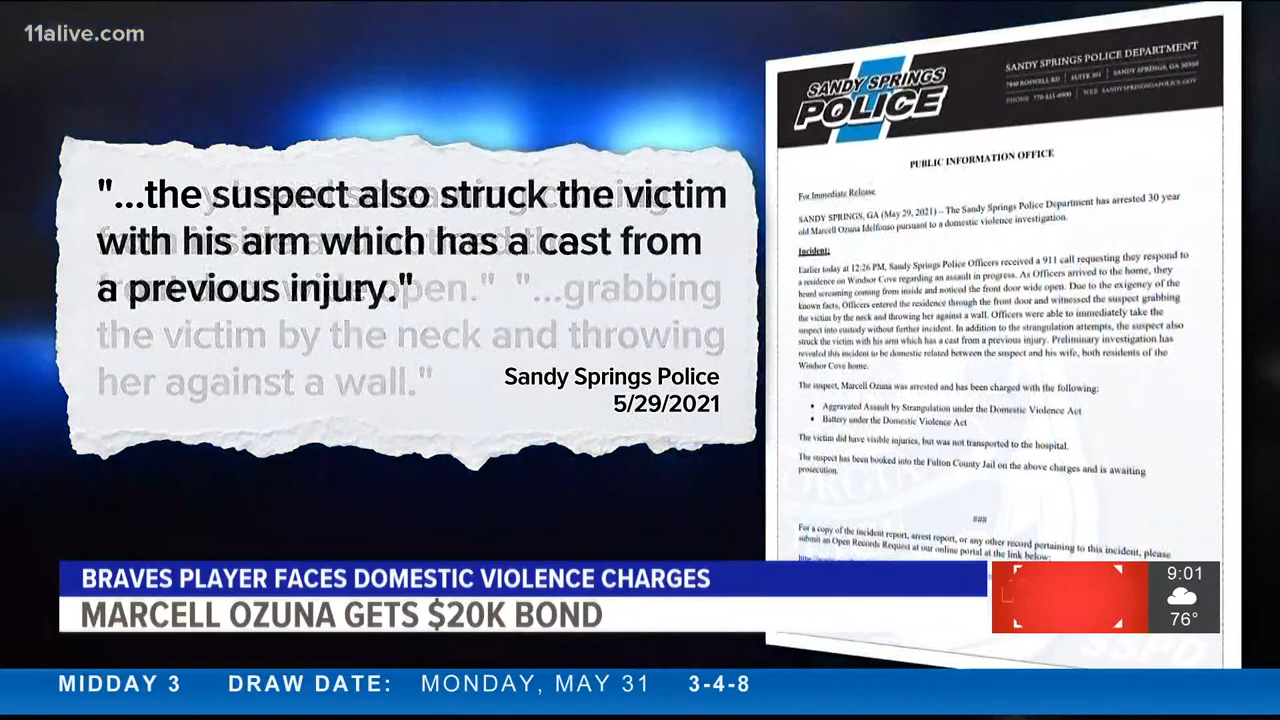 11alive.com
"...the suspect also struck the victim
with his arm which has a cast from
a previous injury."
open." "...grabbing
the victim by the neck and throwing
her against a wall."
Sandy Springs Police
5/29/2021
SANDY SPRINGS
POLICE
SANDY SPRINGS POLICE DEPARTMENT
7840 ROSWELL RD | SUITE 301 | SANDY SPRINGS, GA 30350
PUBLIC INFORMATION OFFICE
For Immediate Release
SANDY SPRINGS, GA (May 29, 2021) – The Sandy Springs Police Department has arrested 30 year
old Marcell Ozuna Idelfonso pursuant to a domestic violence investigation.
Incident:
Earlier today at 12:26 PM, Sandy Springs Police Officers received a 911 call requesting they respond to
a residence on Windsor Cove regarding an assault in progress. As Officers arrived to the home, they
heard screaming coming from inside and noticed the front door wide open. Due to the exigency of the
known facts, Officers entered the residence through the front door and witnessed the suspect grabbing
the victim by the neck and throwing her against a wall. Officers were able to immediately take the
suspect into custody without further incident. In addition to the strangulation attempts, the suspect also
struck the victim with his arm which has a cast from a previous injury. Preliminary investigation has
revealed this incident to be domestic related between the suspect and his wife, both residents of the
Windsor Cove home.
The suspect, Marcell Ozuna was arrested and has been charged with the following:
• Aggravated Assault by Strangulation under the Domestic Violence Act
• Battery under the Domestic Violence Act
The victim did have visible injuries, but was not transported to the hospital.
The suspect has been booked into the Fulton County Jail on the above charges and is awaiting
prosecution.
###
For a copy of the incident report, arrest report, or any other record pertaining to this incident, please
submit an Open Records Request at our online portal at the link below:
BRAVES PLAYER FACES DOMESTIC VIOLENCE CHARGES
MARCELL OZUNA GETS $20K BOND
9:01
76°
SSPD
MIDDAY 3 DRAW DATE: MONDAY, MAY 31 3-4-8